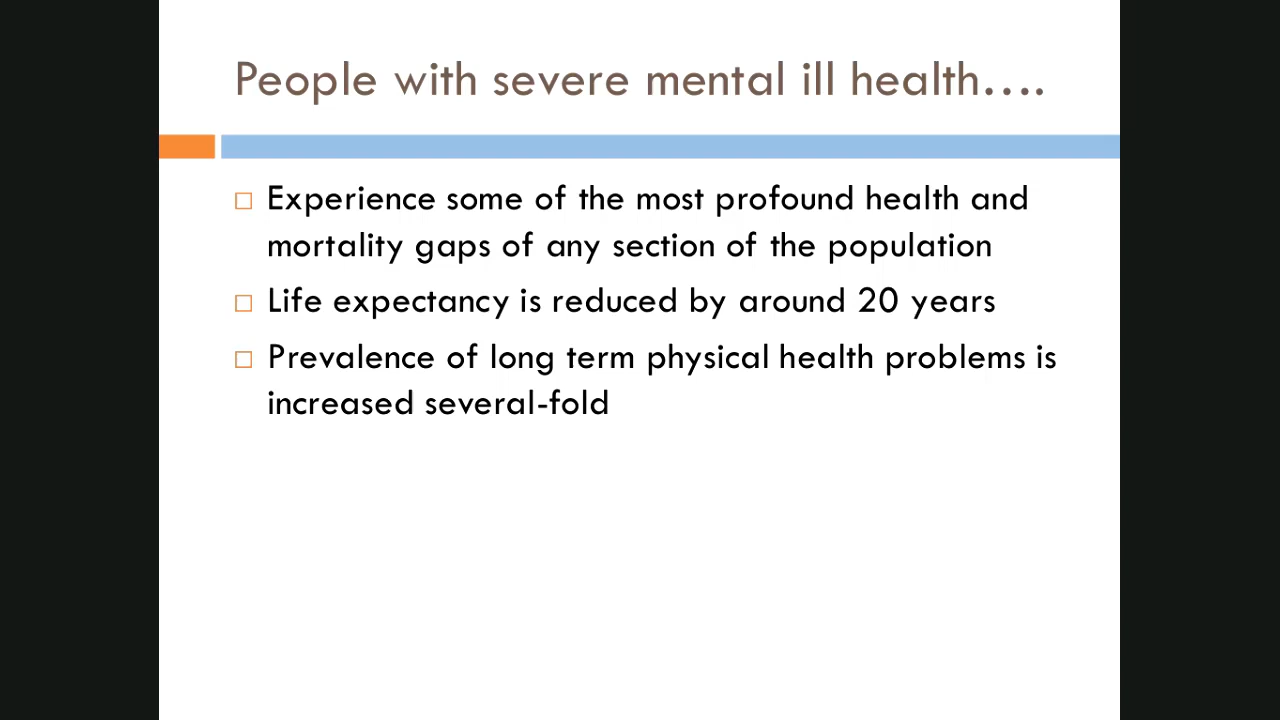 People with severe mental ill health....
Experience some of the most profound health and
mortality gaps of any section of the population
Life expectancy is reduced by around 20 years
Prevalence of long term physical health problems is
increased several-fold